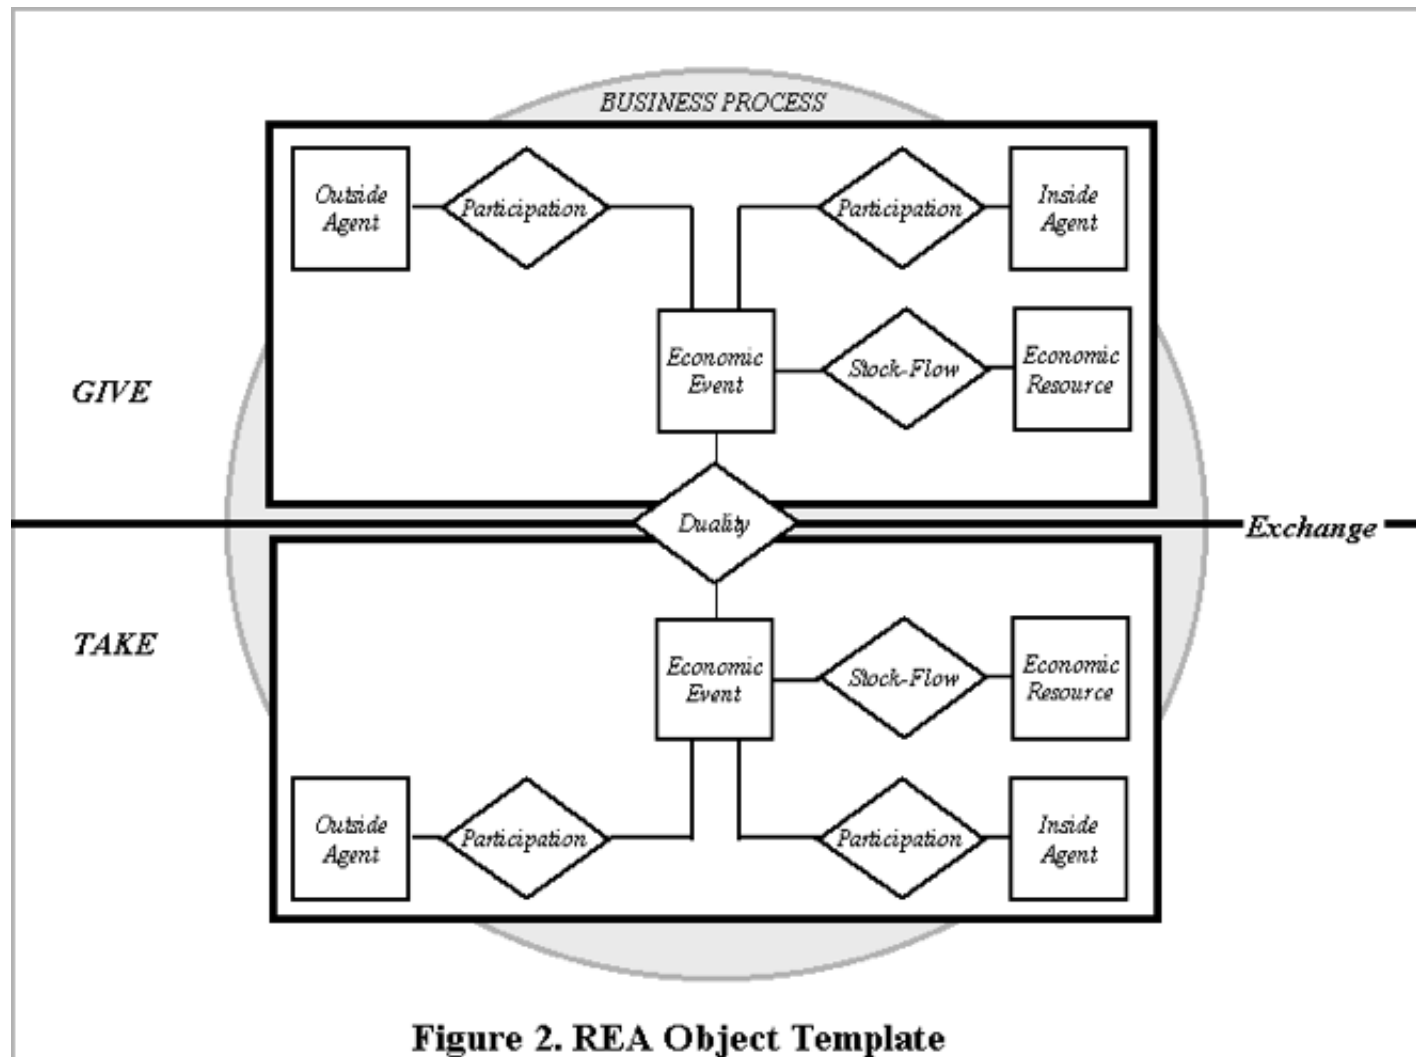 BUSINESS PROCESS
Outside
Agent
Participation
Participation
Inside
Agent
Economic
Event
Stock-Flow
Economic
Resource
GIVE
Duality
Exchange
TAKE
Economic
Event
Stock-Flow
Economic
Resource
Outside
Agent
Participation
Participation
Inside
Agent
Figure 2. REA Object Template